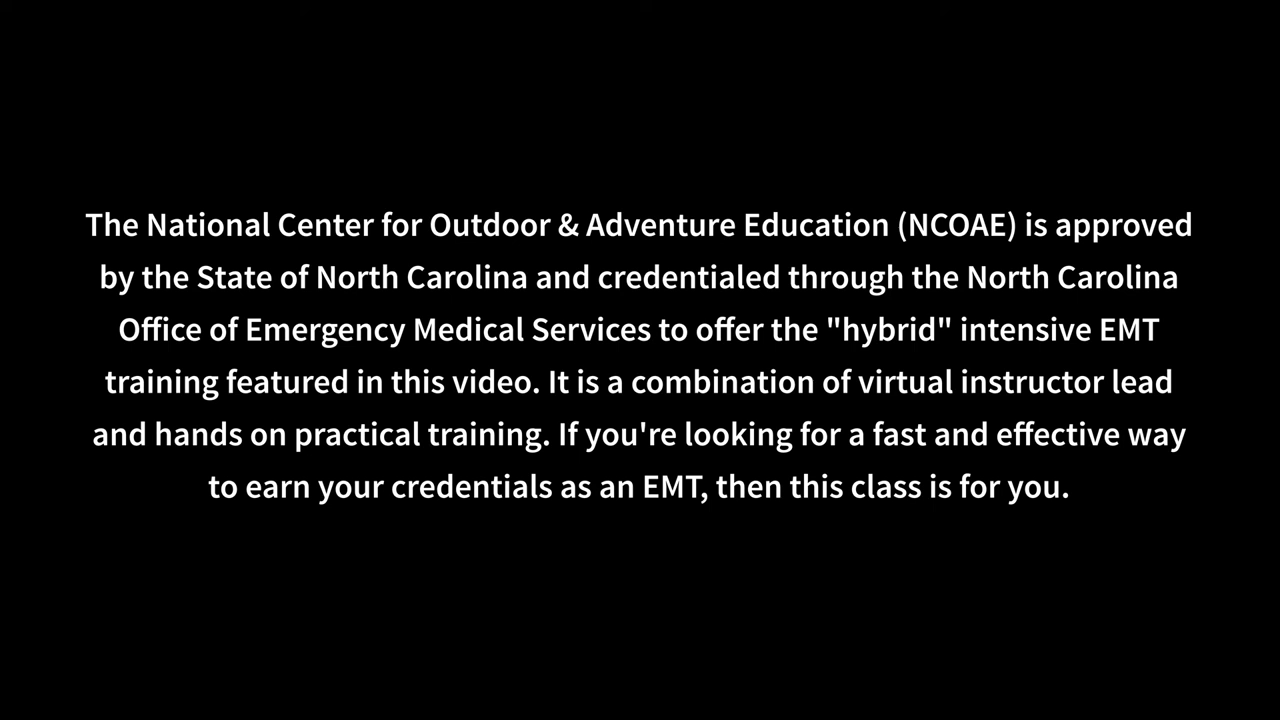 The National Center for Outdoor & Adventure Education (NCOAE) is approved
by the State of North Carolina and credentialed through the North Carolina
Office of Emergency Medical Services to offer the "hybrid" intensive EMT
training featured in this video. It is a combination of virtual instructor lead
and hands on practical training. If you're looking for a fast and effective way
to earn your credentials as an EMT, then this class is for you.